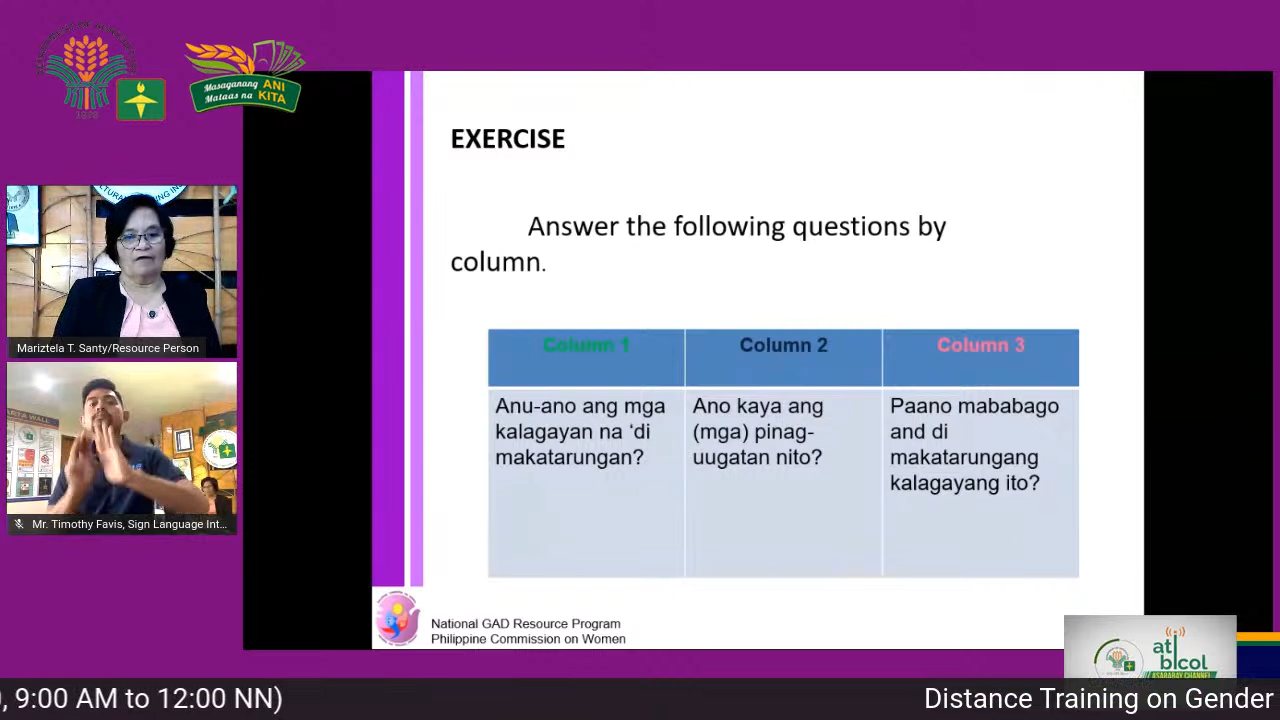 Masaganang ANI
Mataas na KITA
EXERCISE
Answer the following questions by
column.
Column 1
Column 2
Column 3
Anu-ano ang mga
kalagayan na ‘di
makatarungan?
Ano kaya ang
(mga) pinag-
uugatan nito?
Paano mababago
and di
makatarungang
kalagayang ito?
Mariztela T. Santy/Resource Person
Mr. Timothy Favis, Sign Language Int...
National GAD Resource Program
Philippine Commission on Women
ati
bicol
#SARABAY CHANNEL
), 9:00 AM to 12:00 NN)
Distance Training on Gender